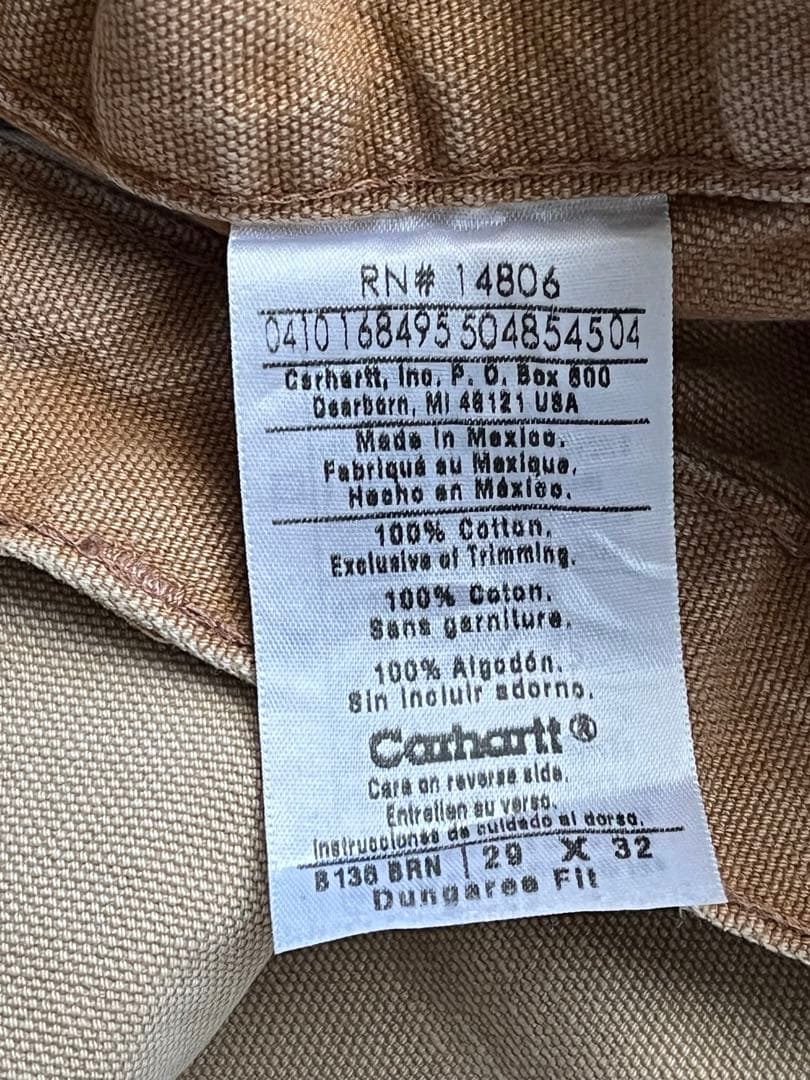 RN# 14806
0410168495 5048545 04
Carhartt, Inc. P. O. Box 600
Dearborn, MI 48121 USA
Made In Mexico.
Fabriqué au Mexique.
Hecho en México.
100% Cotton.
Exclusive of Trimming.
100% Coton.
Sans garniture.
100% Algodón.
Sin incluir adorno.
Carhartt®
Care on reverse side.
Entretien au verso.
Instrucciones de cuidado al dorso.
B136 BRN | 29 X 32
Dungaree Fit